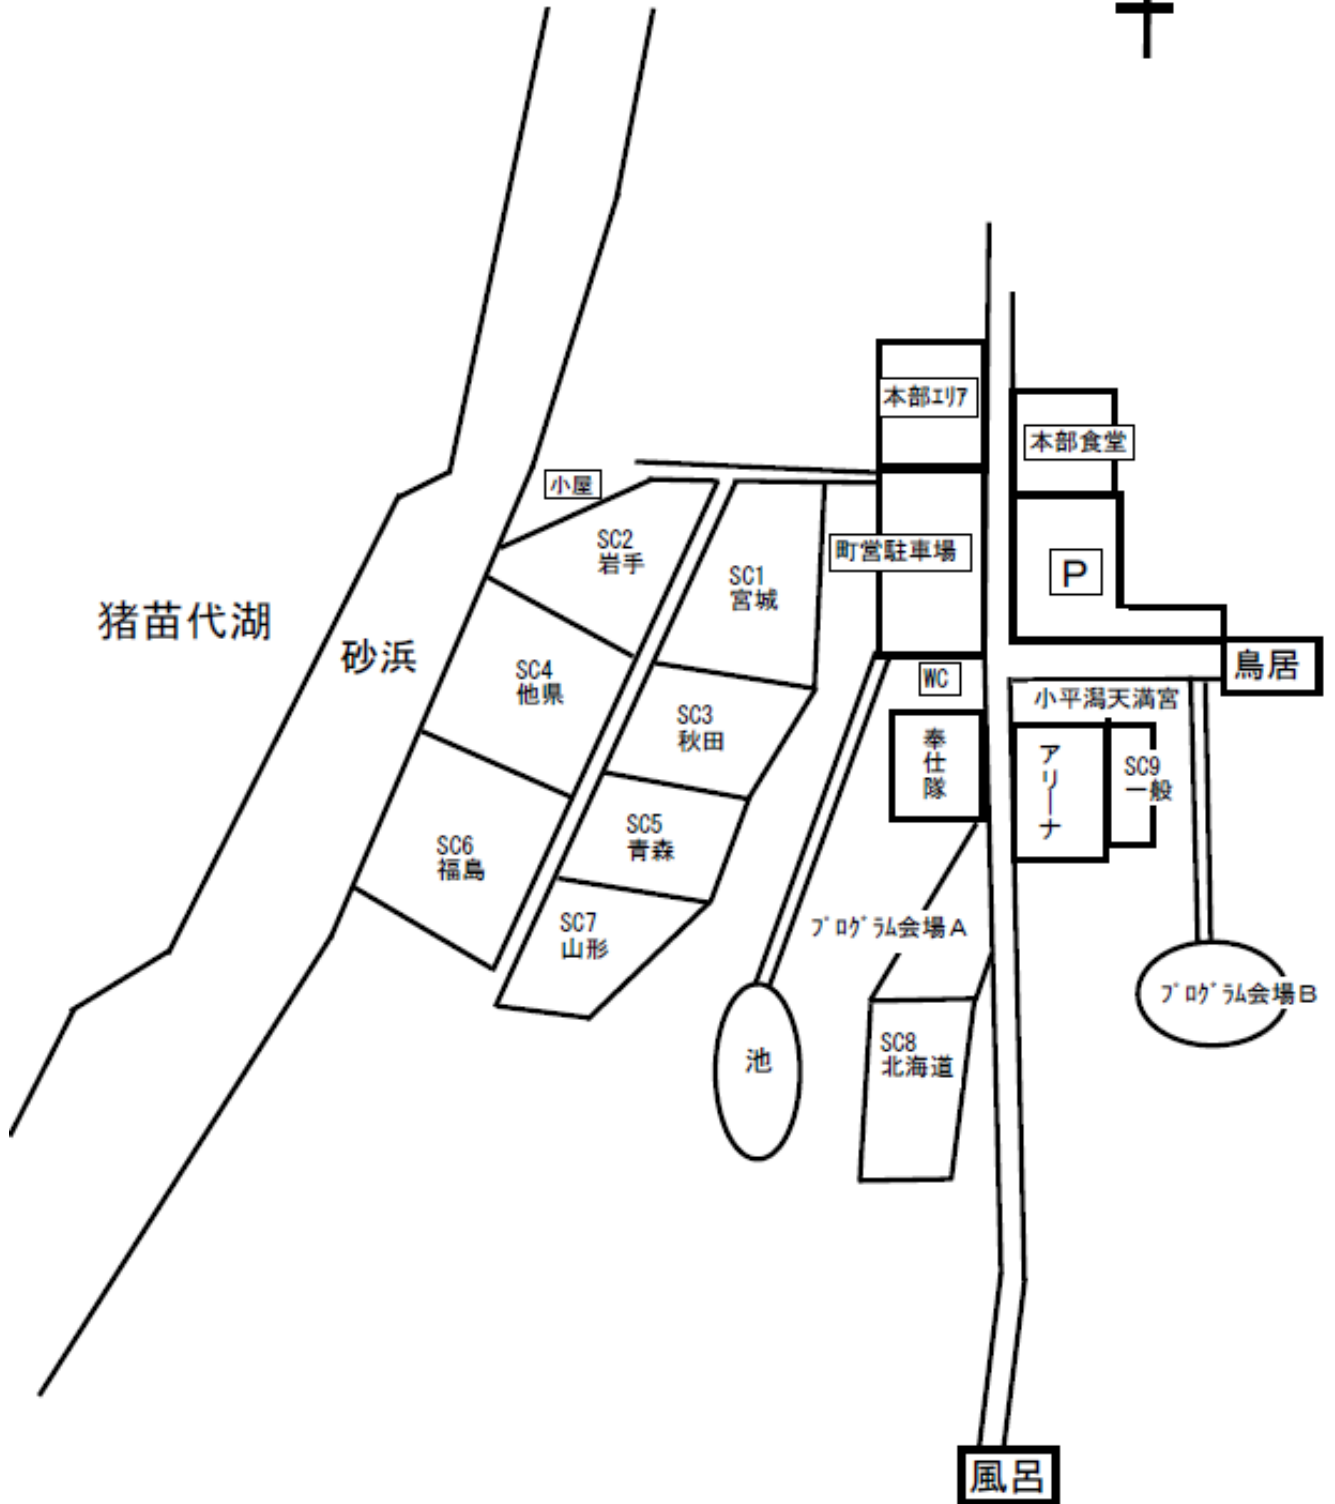 本部ｴﾘｱ
本部食堂
小屋
SC2
岩手
町営駐車場
SC1
宮城
P
猪苗代湖
砂浜
鳥居
SC4
他県
WC
小平潟天満宮
SC3
秋田
奉仕隊
アリーナ
SC9
一般
SC5
青森
SC6
福島
SC7
山形
ﾌﾟﾛｸﾞﾗﾑ会場A
ﾌﾟﾛｸﾞﾗﾑ会場B
池
SC8
北海道
風呂